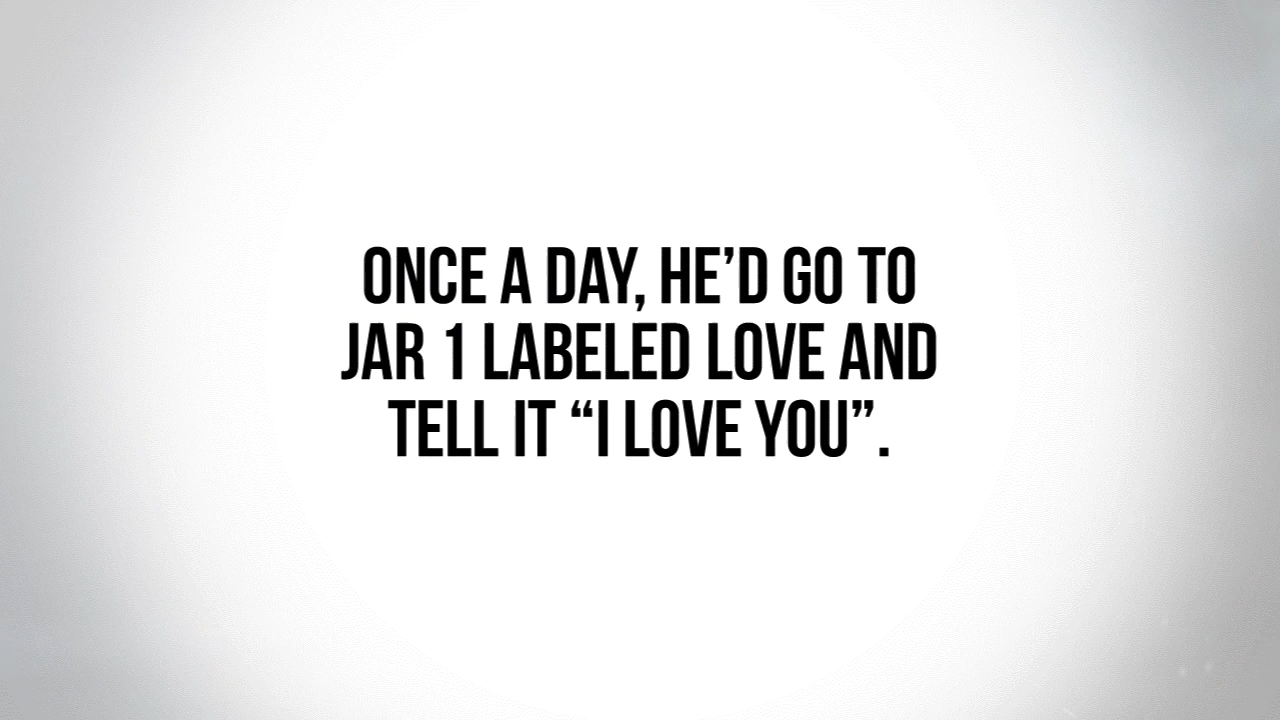 ONCE A DAY, HE’D GO TO
JAR 1 LABELED LOVE AND
TELL IT “I LOVE YOU”.